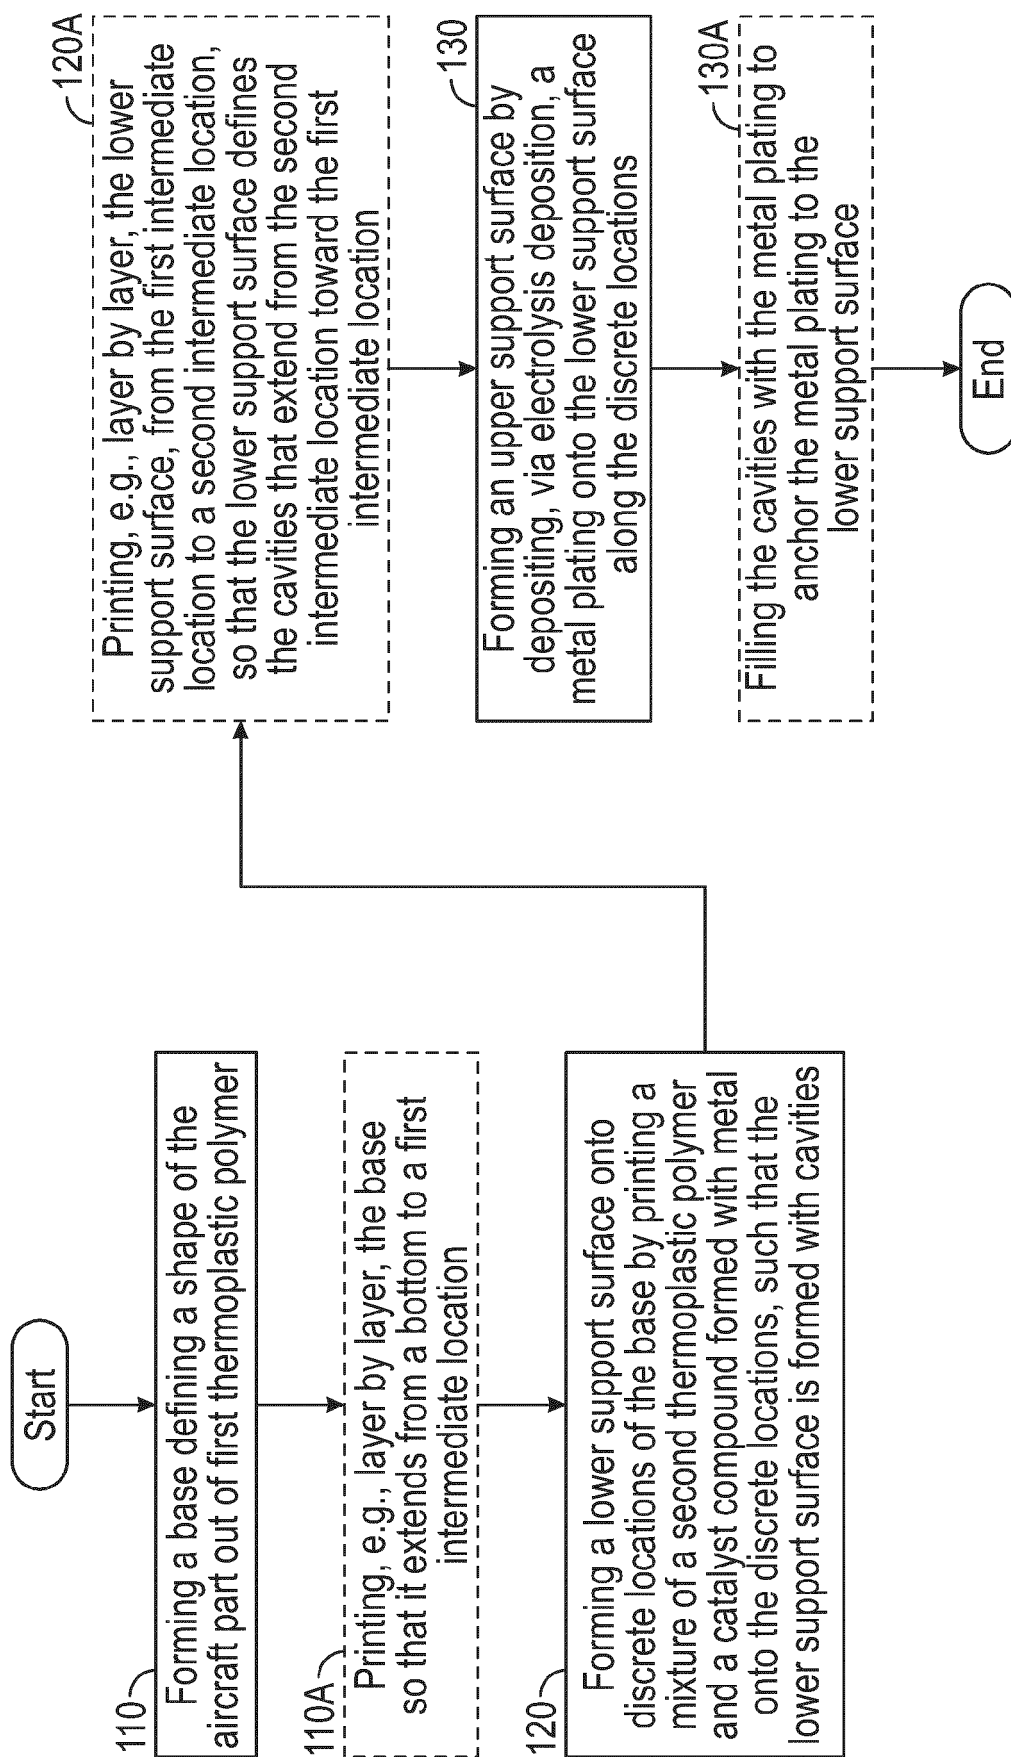 Start
110
Forming a base defining a shape of the
aircraft part out of first thermoplastic polymer
110A
Printing, e.g., layer by layer, the base
so that it extends from a bottom to a first
intermediate location
120
Forming a lower support surface onto
discrete locations of the base by printing a
mixture of a second thermoplastic polymer
and a catalyst compound formed with metal
onto the discrete locations, such that the
lower support surface is formed with cavities
120A
Printing, e.g., layer by layer, the lower
support surface, from the first intermediate
location to a second intermediate location,
so that the lower support surface defines
the cavities that extend from the second
intermediate location toward the first
intermediate location
130
Forming an upper support surface by
depositing, via electrolysis deposition, a
metal plating onto the lower support surface
along the discrete locations
130A
Filling the cavities with the metal plating to
anchor the metal plating to the
lower support surface
End